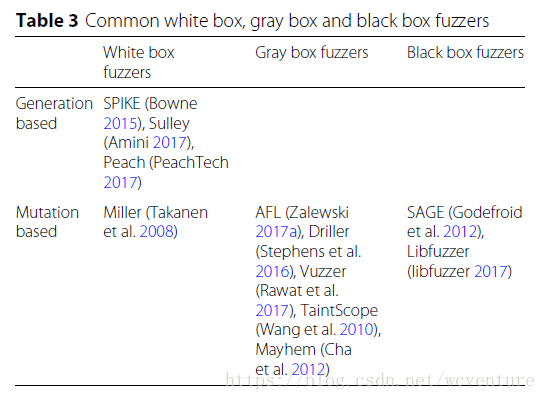 Table 3 Common white box, gray box and black box fuzzers
White box
fuzzers
Gray box fuzzers
Black box fuzzers
Generation
based
SPIKE (Bowne
2015), Sulley
(Amini 2017),
Peach (PeachTech
2017)
Mutation
based
Miller (Takanen
et al. 2008)
AFL (Zalewski
2017a), Driller
(Stephens et al.
2016), Vuzzer
(Rawat et al.
2017), TaintScope
(Wang et al. 2010),
Mayhem (Cha
et al. 2012)
SAGE (Godefroid
et al. 2012),
Libfuzzer
(libfuzzer 2017)
https://blog.csdn.net/wcventure